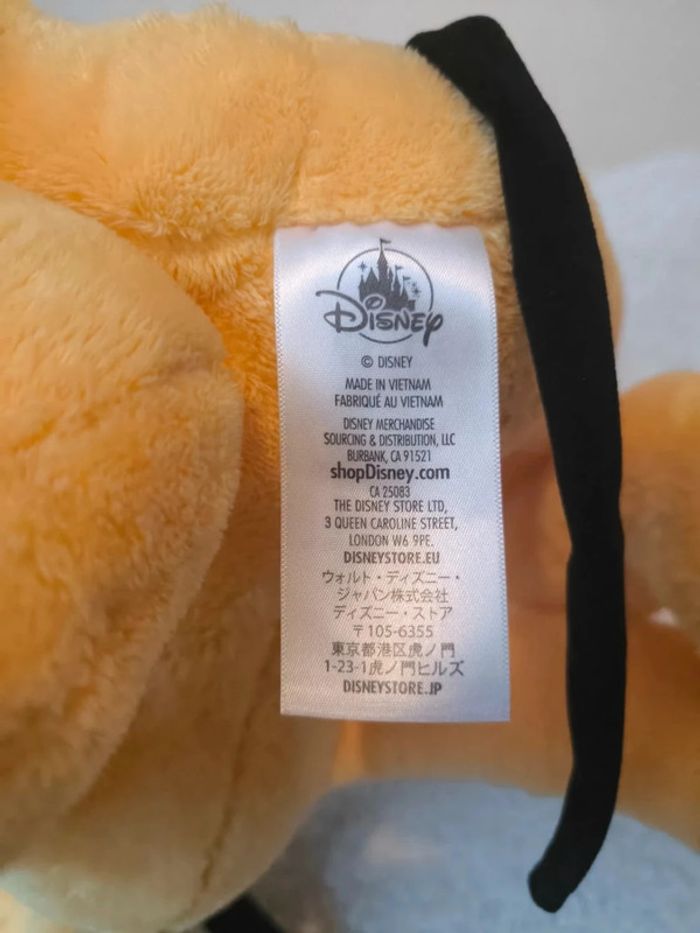 Disney
© DISNEY
MADE IN VIETNAM
FABRIQUÉ AU VIETNAM
DISNEY MERCHANDISE
SOURCING & DISTRIBUTION, LLC
BURBANK, CA 91521
shopDisney.com
CA 25083
THE DISNEY STORE LTD,
3 QUEEN CAROLINE STREET,
LONDON W6 9PE.
DISNEYSTORE.EU
ウォルト・ディズニー・
ジャパン株式会社
ディズニー・ストア
〒105-6355
東京都港区虎ノ門
1-23-1虎ノ門ヒルズ
DISNEYSTORE.JP